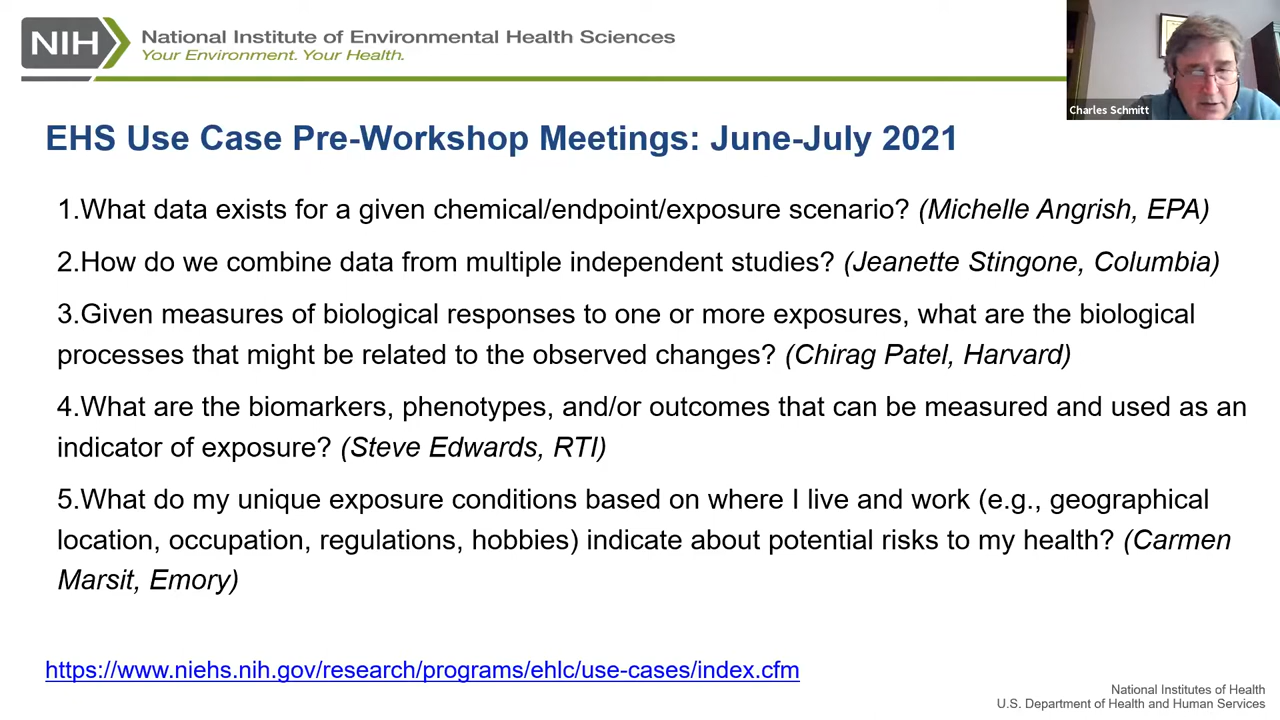 NIH
National Institute of Environmental Health Sciences
Your Environment. Your Health.
Charles Schmitt
EHS Use Case Pre-Workshop Meetings: June-July 2021
1.What data exists for a given chemical/endpoint/exposure scenario? (Michelle Angrish, EPA)
2.How do we combine data from multiple independent studies? (Jeanette Stingone, Columbia)
3.Given measures of biological responses to one or more exposures, what are the biological
processes that might be related to the observed changes? (Chirag Patel, Harvard)
4.What are the biomarkers, phenotypes, and/or outcomes that can be measured and used as an
indicator of exposure? (Steve Edwards, RTI)
5.What do my unique exposure conditions based on where I live and work (e.g., geographical
location, occupation, regulations, hobbies) indicate about potential risks to my health? (Carmen
Marsit, Emory)
https://www.niehs.nih.gov/research/programs/ehlc/use-cases/index.cfm
National Institutes of Health
U.S. Department of Health and Human Services